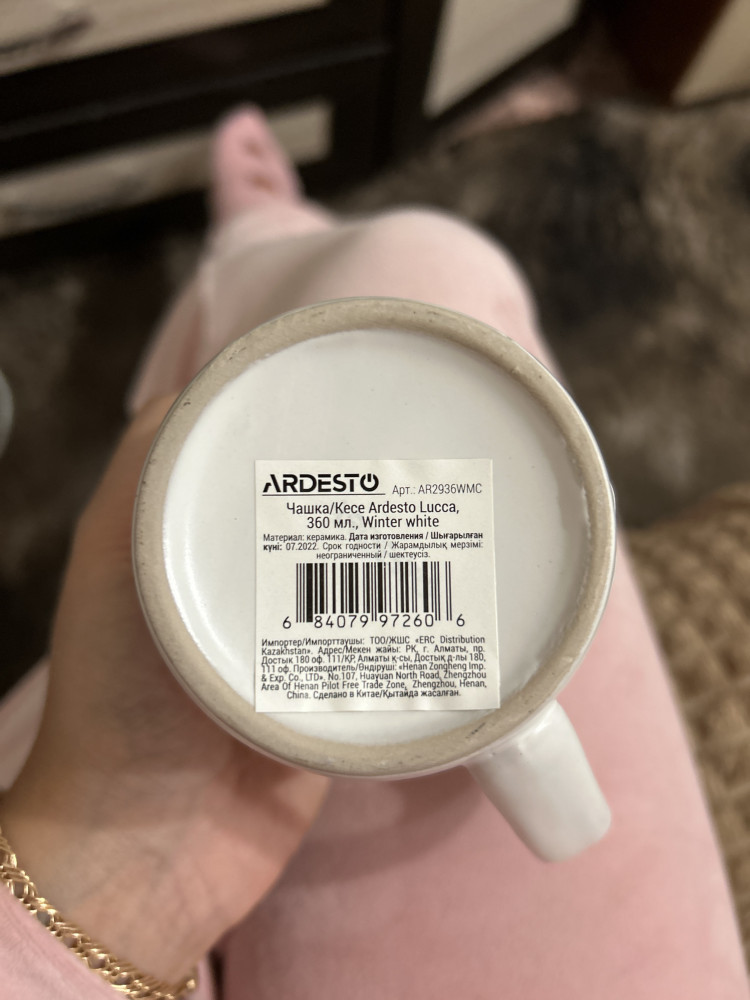 ARDESTO Арт.: AR2936WMC
Чашка/Кесе Ardesto Lucca,
360 мл., Winter white
Материал: керамика. Дата изготовления / Шығарылған
күні: 07.2022. Срок годности / Жарамдылық мерзімі:
неограниченный / шектеусіз.
6 84079 97260 6
Импортер/Импорттаушы: ТОО/ЖШС «ERC Distribution
Kazakhstan». Адрес/Мекен жайы: РК, г. Алматы, пр.
Достык 180 оф. 111/ҚР, Алматы қ-сы, Достық д-лы 180,
111 оф. Производитель/Өндіруші: «Henan Zongheng Imp.
& Exp. Co., LTD». No.107, Huayuan North Road, Zhengzhou
Area Of Henan Pilot Free Trade Zone, Zhengzhou, Henan,
China. Сделано в Китае/Қытайда жасалған.